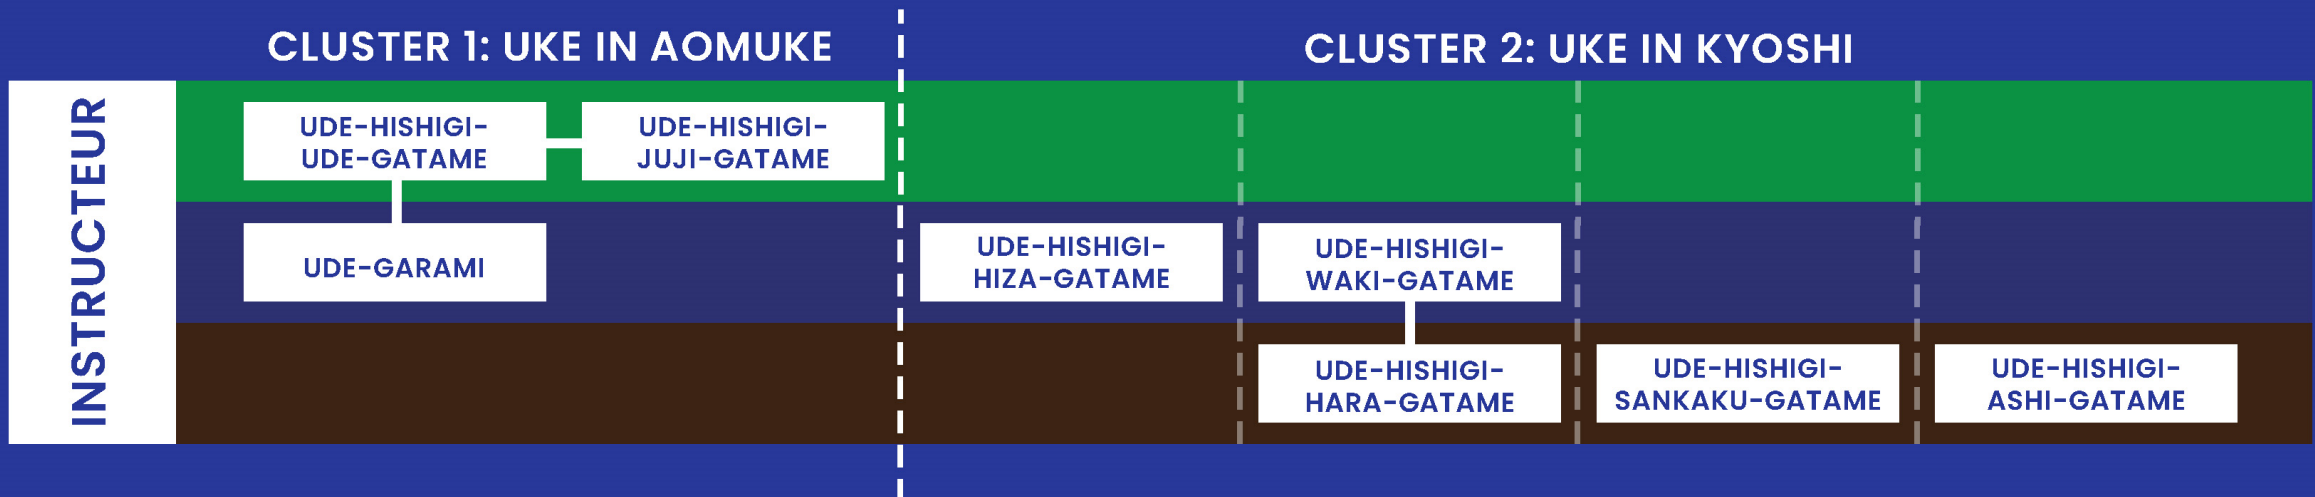 CLUSTER 1: UKE IN AOMUKE
CLUSTER 2: UKE IN KYOSHI
INSTRUCTEUR
UDE-HISHIGI-
UDE-GATAME
UDE-HISHIGI-
JUJI-GATAME
UDE-GARAMI
UDE-HISHIGI-
HIZA-GATAME
UDE-HISHIGI-
WAKI-GATAME
UDE-HISHIGI-
HARA-GATAME
UDE-HISHIGI-
SANKAKU-GATAME
UDE-HISHIGI-
ASHI-GATAME